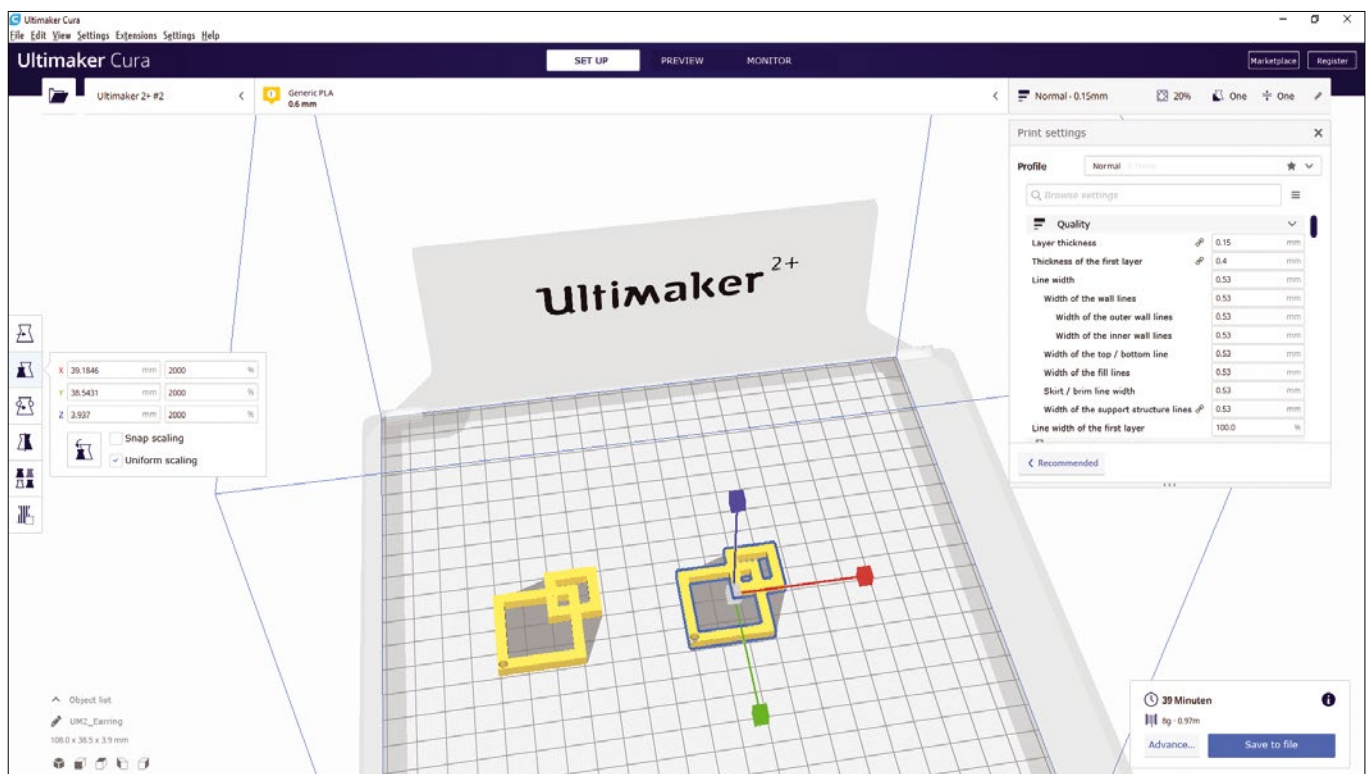 Ultimaker Cura
File Edit View Settings Extensions Settings Help
Ultimaker Cura
SET UP PREVIEW MONITOR
Marketplace Register
Ultimaker 2+ #2
Generic PLA
0.6 mm
Normal - 0.15mm 20% One One
Print settings
Profile Normal 0.15mm
Browse settings
Quality
Layer thickness 0.15 mm
Thickness of the first layer 0.4 mm
Line width 0.53 mm
Width of the wall lines 0.53 mm
Width of the outer wall lines 0.53 mm
Width of the inner wall lines 0.53 mm
Width of the top / bottom line 0.53 mm
Width of the fill lines 0.53 mm
Skirt / brim line width 0.53 mm
Width of the support structure lines 0.53 mm
Line width of the first layer 100.0 %
Recommended
Ultimaker 2+
X 39.1846 mm 2000 %
Y 38.5431 mm 2000 %
Z 3.937 mm 2000 %
Snap scaling
Uniform scaling
Object list
UM2_Earring
108.0 x 38.5 x 3.9 mm
39 Minuten
8g · 0.97m
Advance... Save to file